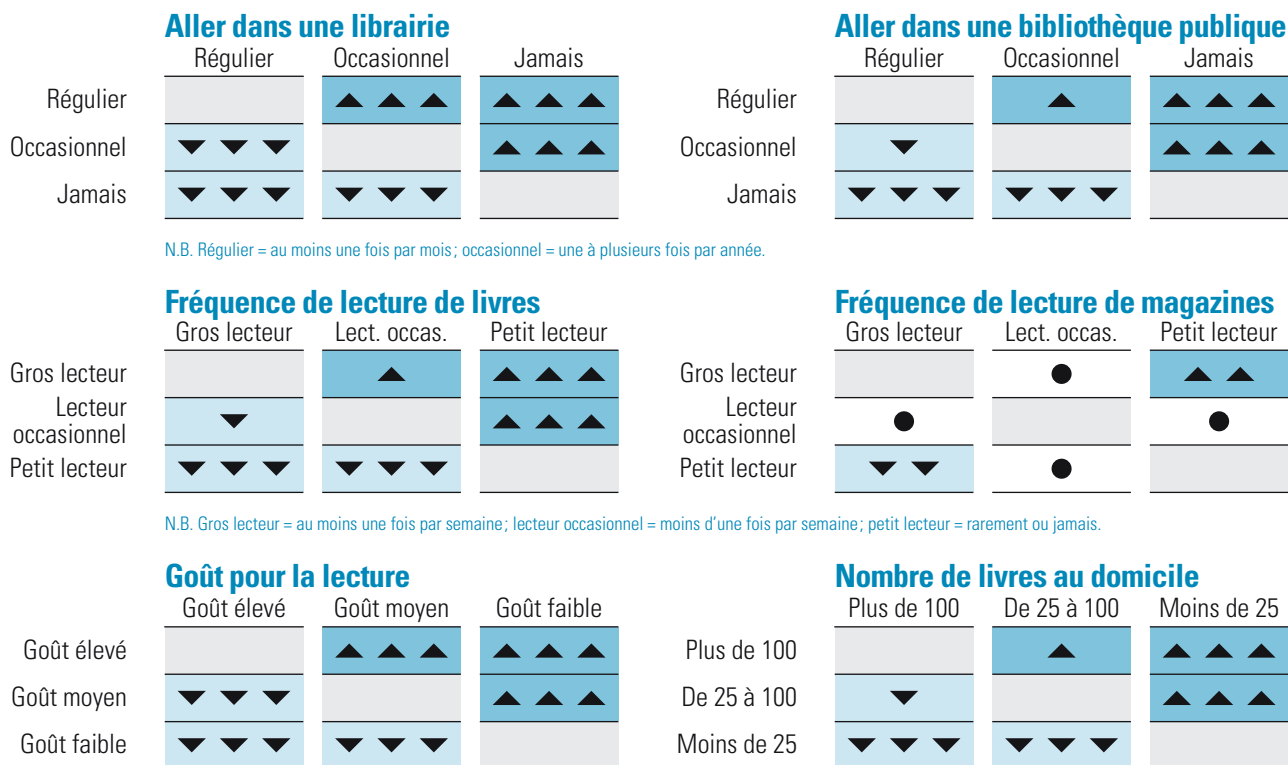 Aller dans une librairie
Régulier Occasionnel Jamais
Régulier
Occasionnel
Jamais
Aller dans une bibliothèque publique
Régulier Occasionnel Jamais
Régulier
Occasionnel
Jamais
N.B. Régulier = au moins une fois par mois; occasionnel = une à plusieurs fois par année.
Fréquence de lecture de livres
Gros lecteur Lect. occas. Petit lecteur
Gros lecteur
Lecteur
occasionnel
Petit lecteur
Fréquence de lecture de magazines
Gros lecteur Lect. occas. Petit lecteur
Gros lecteur
Lecteur
occasionnel
Petit lecteur
N.B. Gros lecteur = au moins une fois par semaine; lecteur occasionnel = moins d’une fois par semaine; petit lecteur = rarement ou jamais.
Goût pour la lecture
Goût élevé Goût moyen Goût faible
Goût élevé
Goût moyen
Goût faible
Nombre de livres au domicile
Plus de 100 De 25 à 100 Moins de 25
Plus de 100
De 25 à 100
Moins de 25